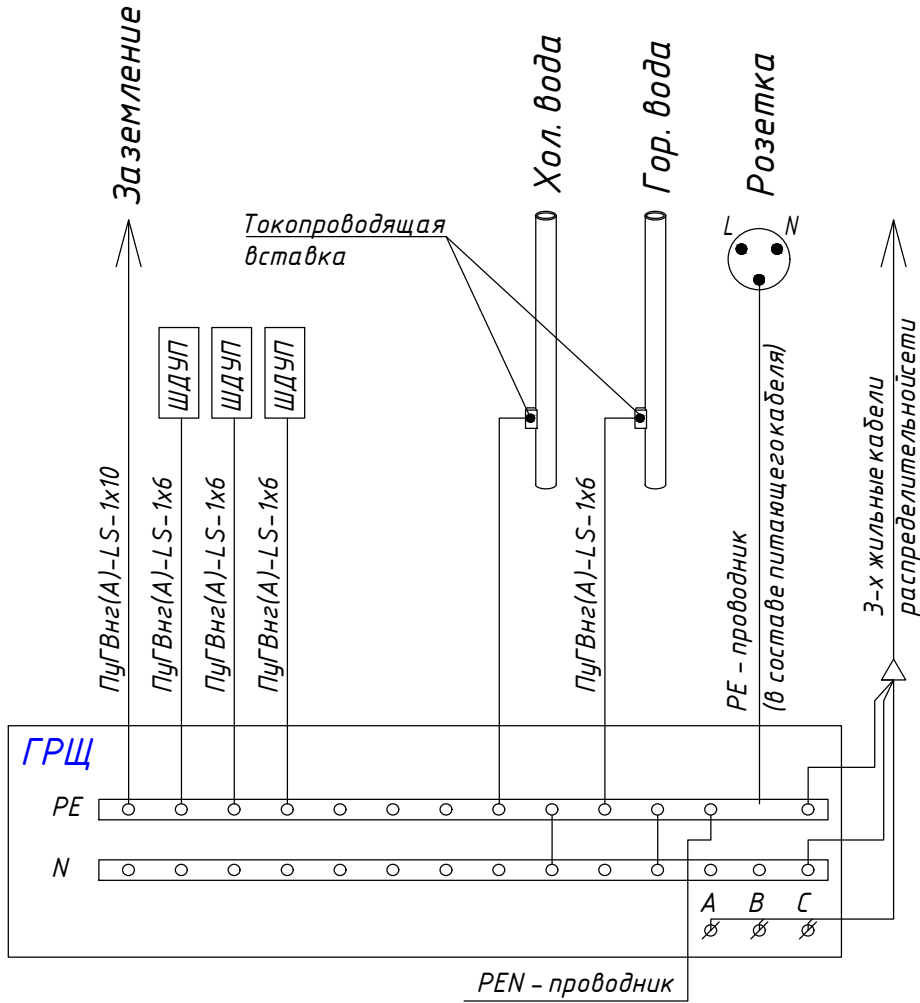 Заземление
Хол. вода
Гор. вода
Розетка
Токопроводящая
вставка
L
N
ШДУП
ШДУП
ШДУП
ПуГВнг(А)-LS-1х10
ПуГВнг(А)-LS-1х6
ПуГВнг(А)-LS-1х6
ПуГВнг(А)-LS-1х6
ПуГВнг(А)-LS-1х6
PE - проводник
(в составе питающегокабеля)
3-х жильные кабели
распределительнойсети
ГРЩ
PE
N
A
B
C
PEN - проводник